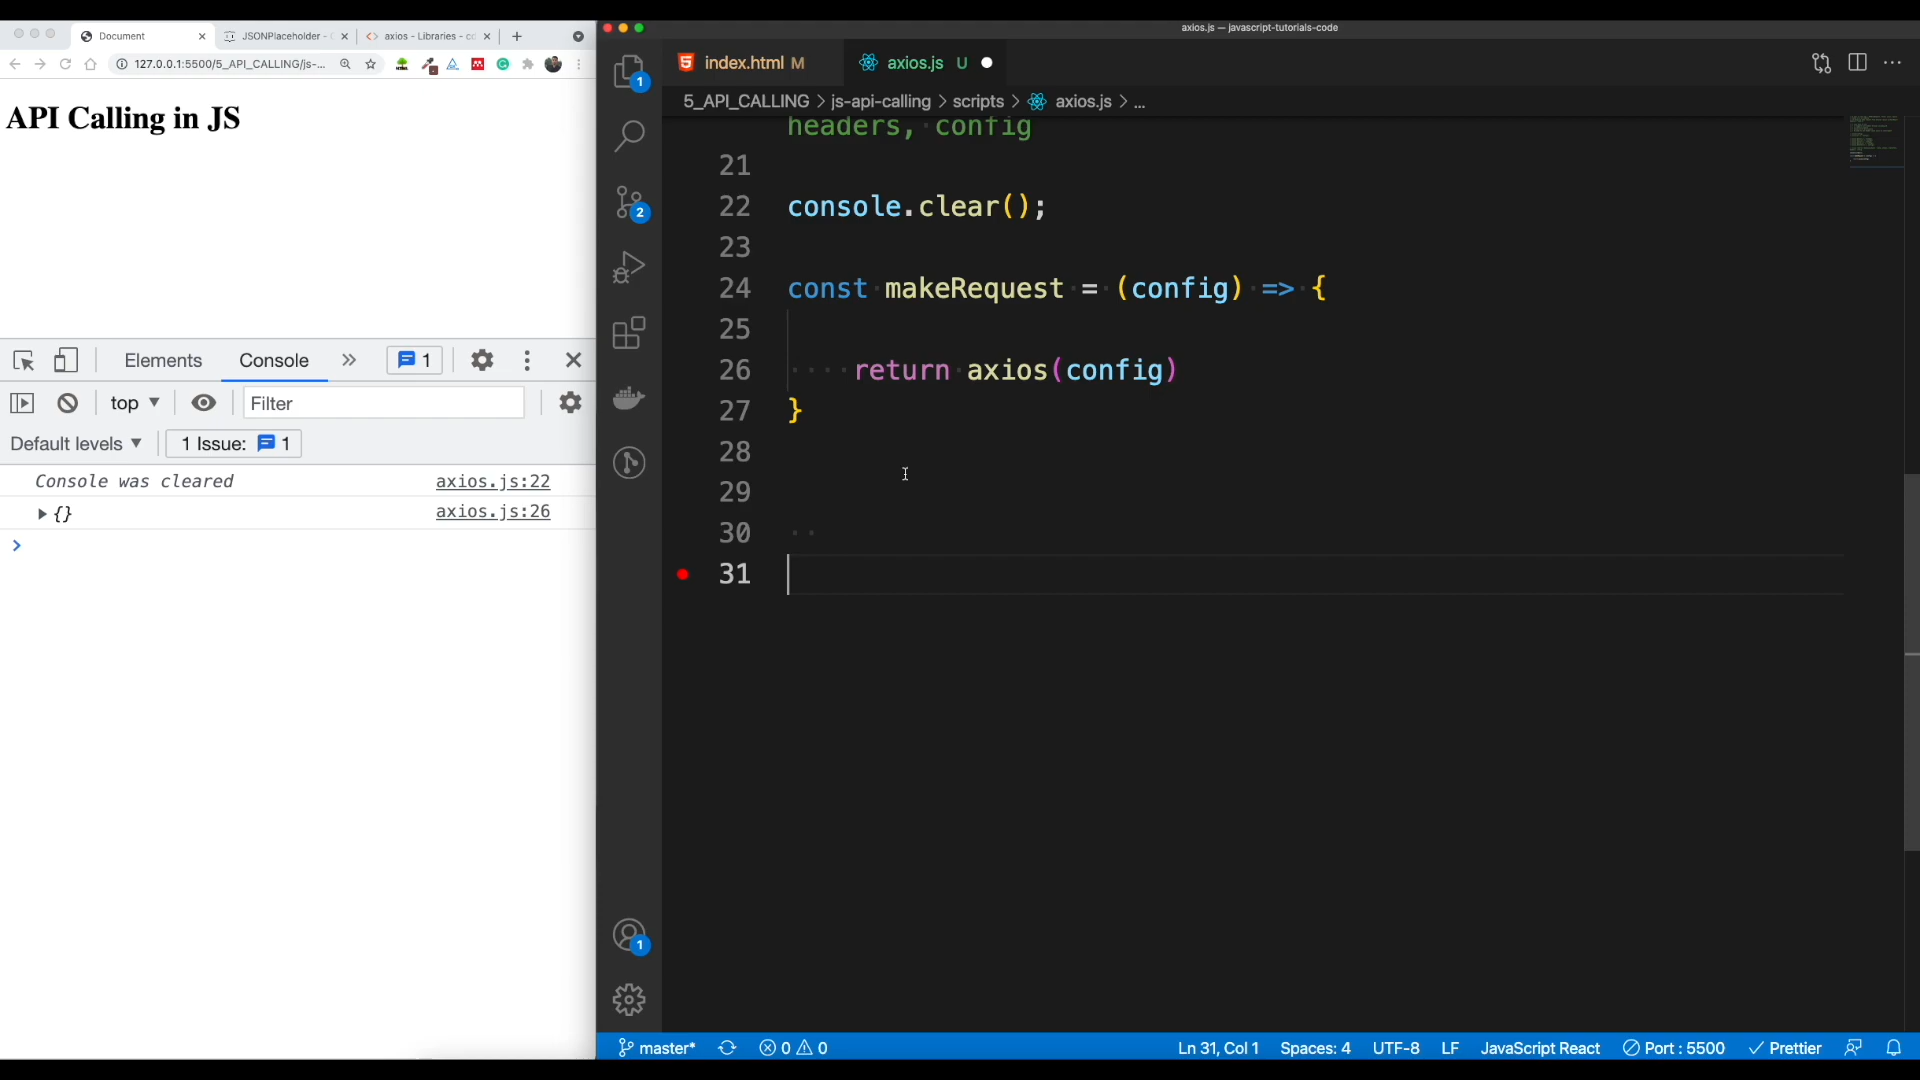 axios.js — javascript-tutorials-code
Document
JSONPlaceholder -
axios - Libraries - cd
127.0.0.1:5500/5_API_CALLING/js-...
API Calling in JS
Elements
Console
1
top
Filter
Default levels
1 Issue: 1
Console was cleared
axios.js:22
{}
axios.js:26
1
2
1
index.html M
axios.js U
5_API_CALLING > js-api-calling > scripts > axios.js > ...
headers, config
21
22 console.clear();
23
24 const makeRequest = (config) => {
25
26 return axios(config)
27 }
28
29
30
31
master*
0 0
Ln 31, Col 1
Spaces: 4
UTF-8
LF
JavaScript React
Port : 5500
Prettier